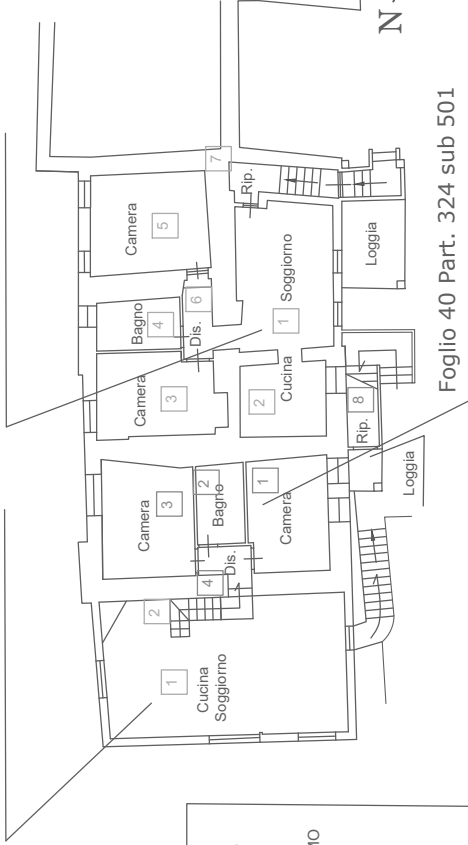 N
Camera
5
7
Rip.
Bagno
4
6
Dis.
Soggiorno
1
Loggia
Camera
3
Cucina
2
Rip.
8
Camera
3
Bagno
2
Camera
1
Loggia
Dis.
4
2
1
Cucina
Soggiorno
MO
Foglio 40 Part. 324 sub 501